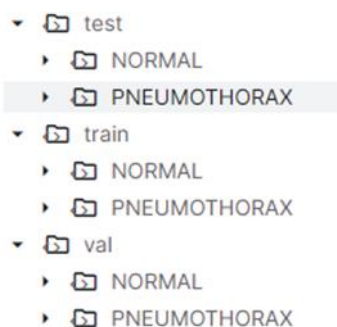 test
NORMAL
PNEUMOTHORAX
train
NORMAL
PNEUMOTHORAX
val
NORMAL
PNEUMOTHORAX